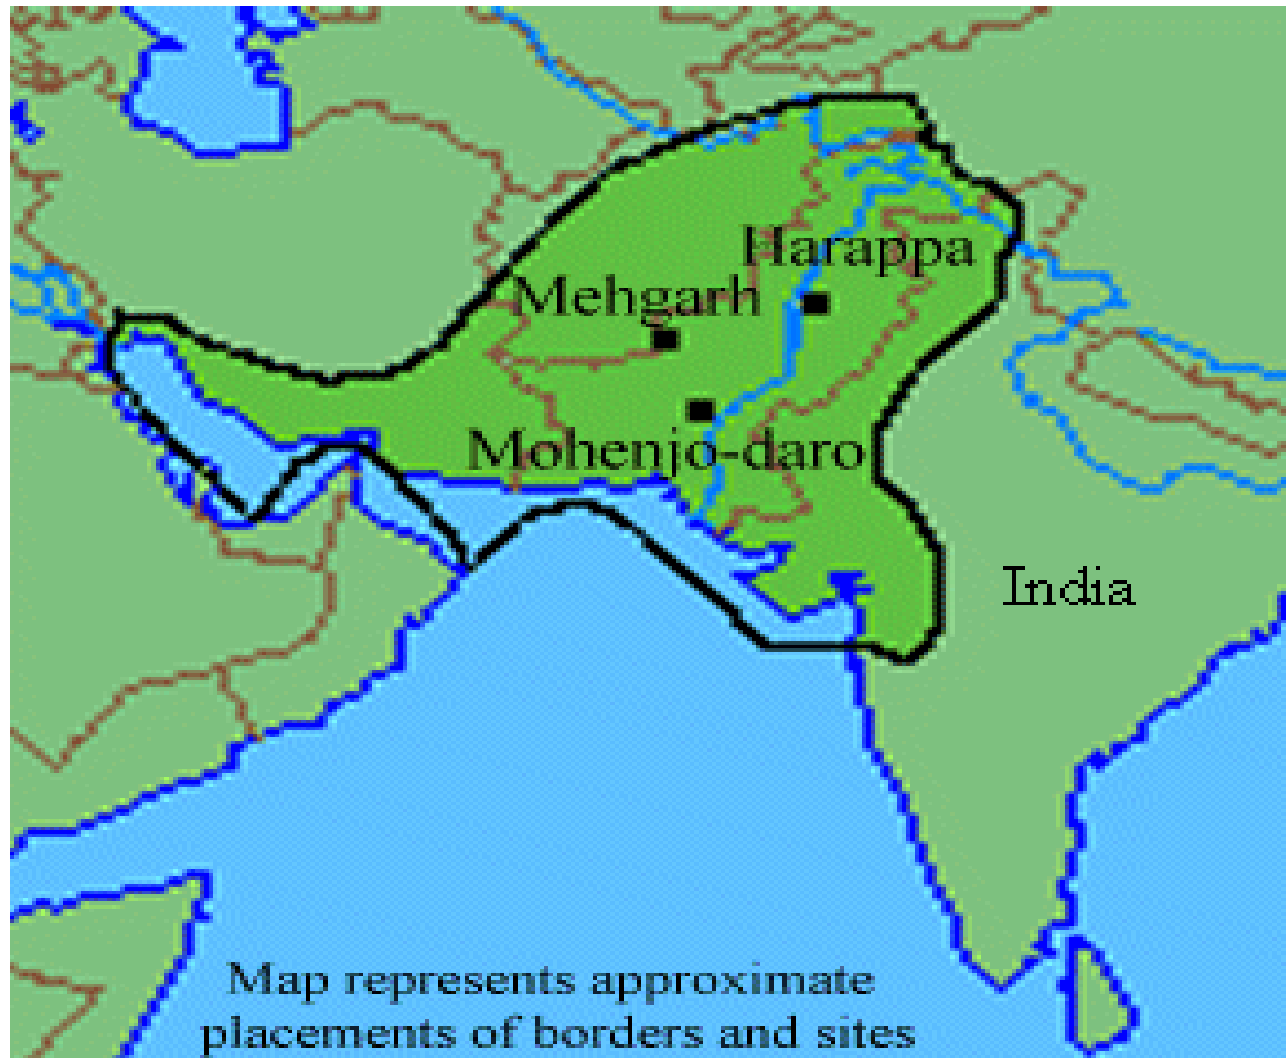 Harappa
Mehgarh
Mohenjo-daro
India
Map represents approximate
placements of borders and sites